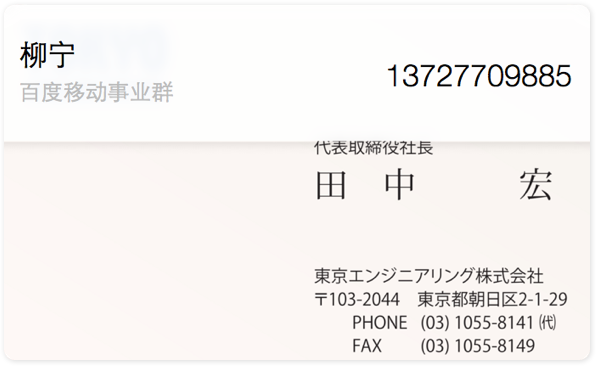 柳宁
13727709885
百度移动事业群
代表取締役社長
田 中 宏
東京エンジニアリング株式会社
〒103-2044 東京都朝日区2-1-29
PHONE (03) 1055-8141 ㈹
FAX (03) 1055-8149